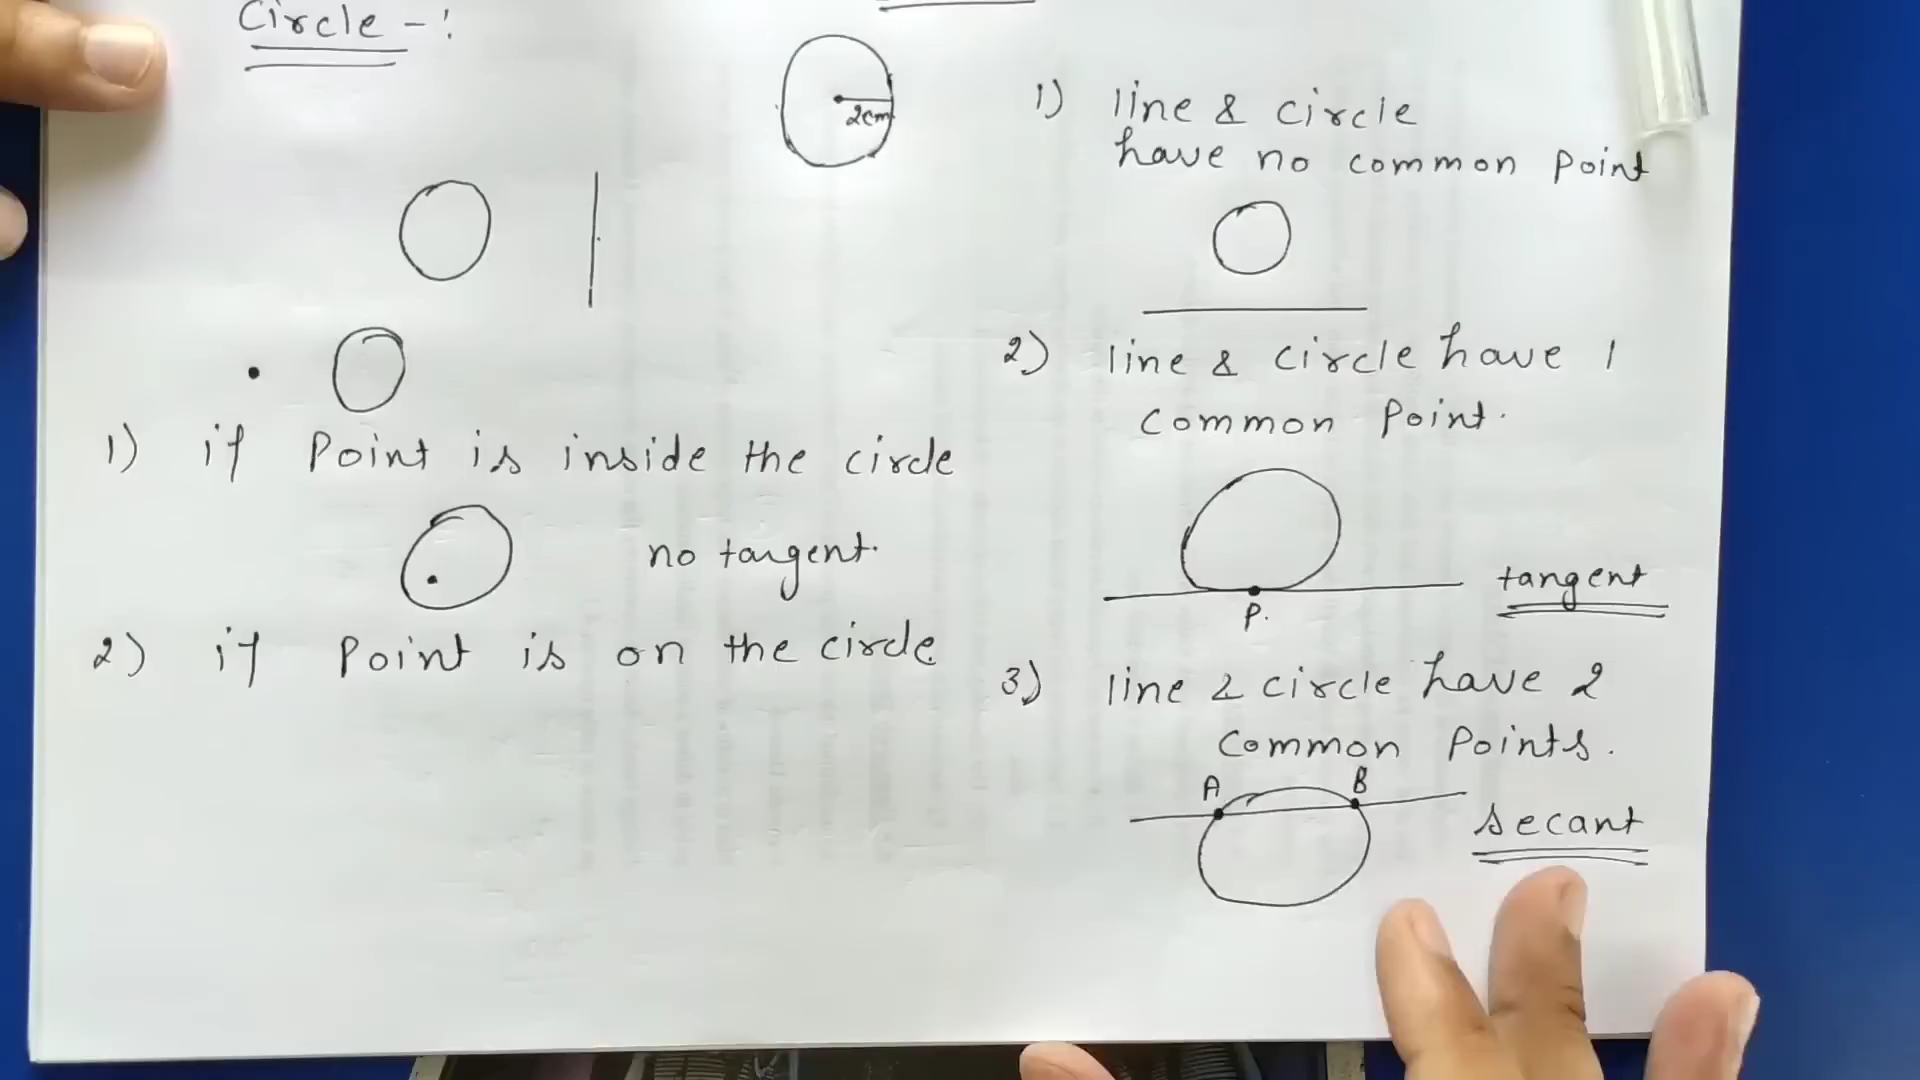 Circle -:
2cm
1) if Point is inside the circle
no tangent.
2) if Point is on the circle.
1) line & circle
have no common point
2) line & circle have 1
common Point.
tangent
P.
3) line & circle have 2
common Points.
A B
secant